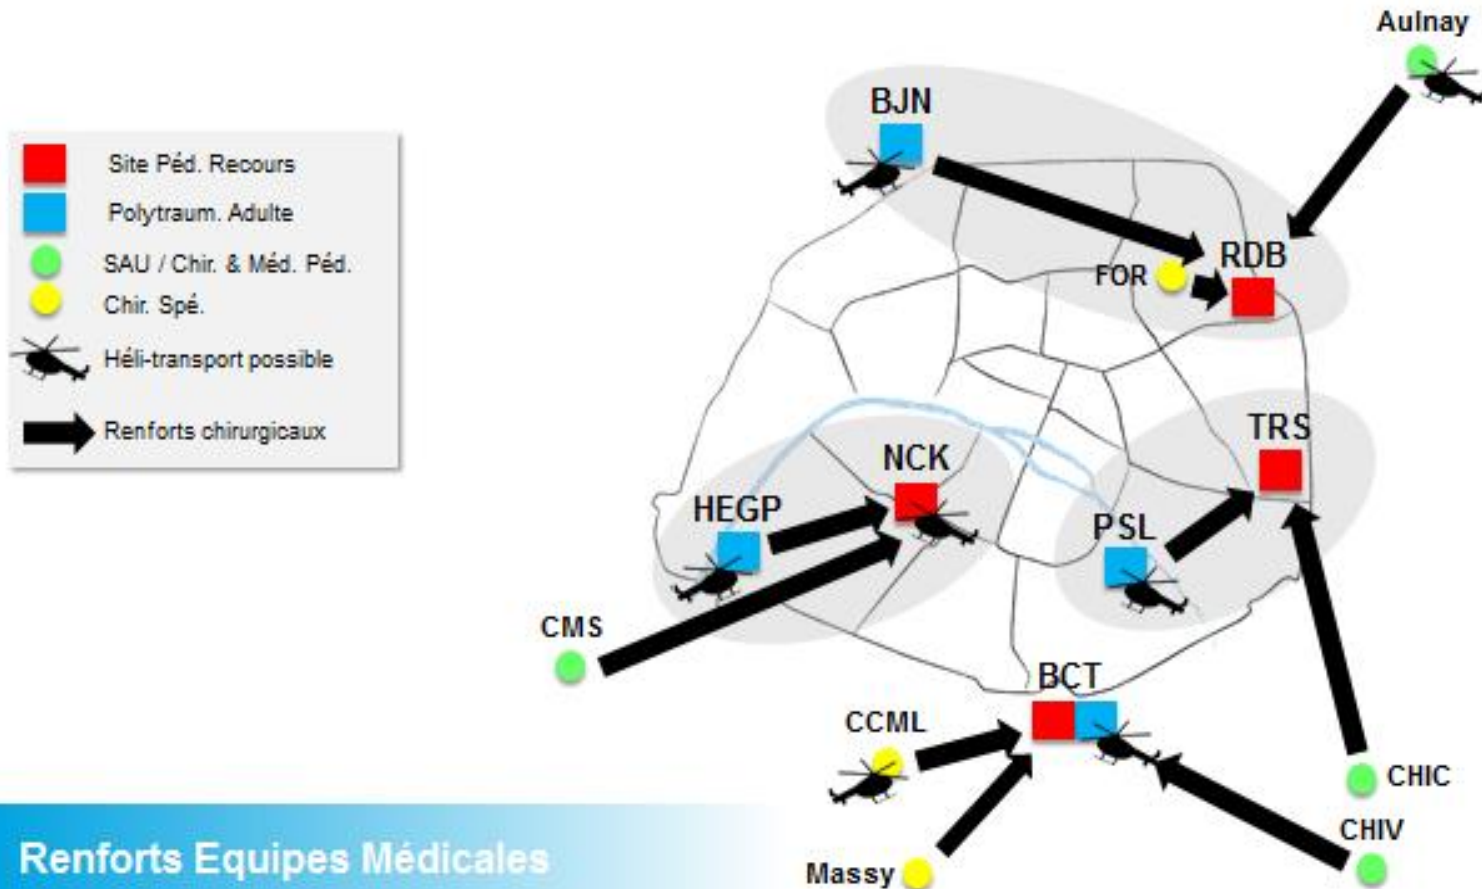 Aulnay
BJN
Site Péd. Recours
Polytraum. Adulte
SAU / Chir. & Méd. Péd.
Chir. Spé.
Héli-transport possible
Renforts chirurgicaux
RDB
FOR
TRS
NCK
HEGP
PSL
CMS
BCT
CCML
CHIC
CHIV
Massy
Renforts Equipes Médicales